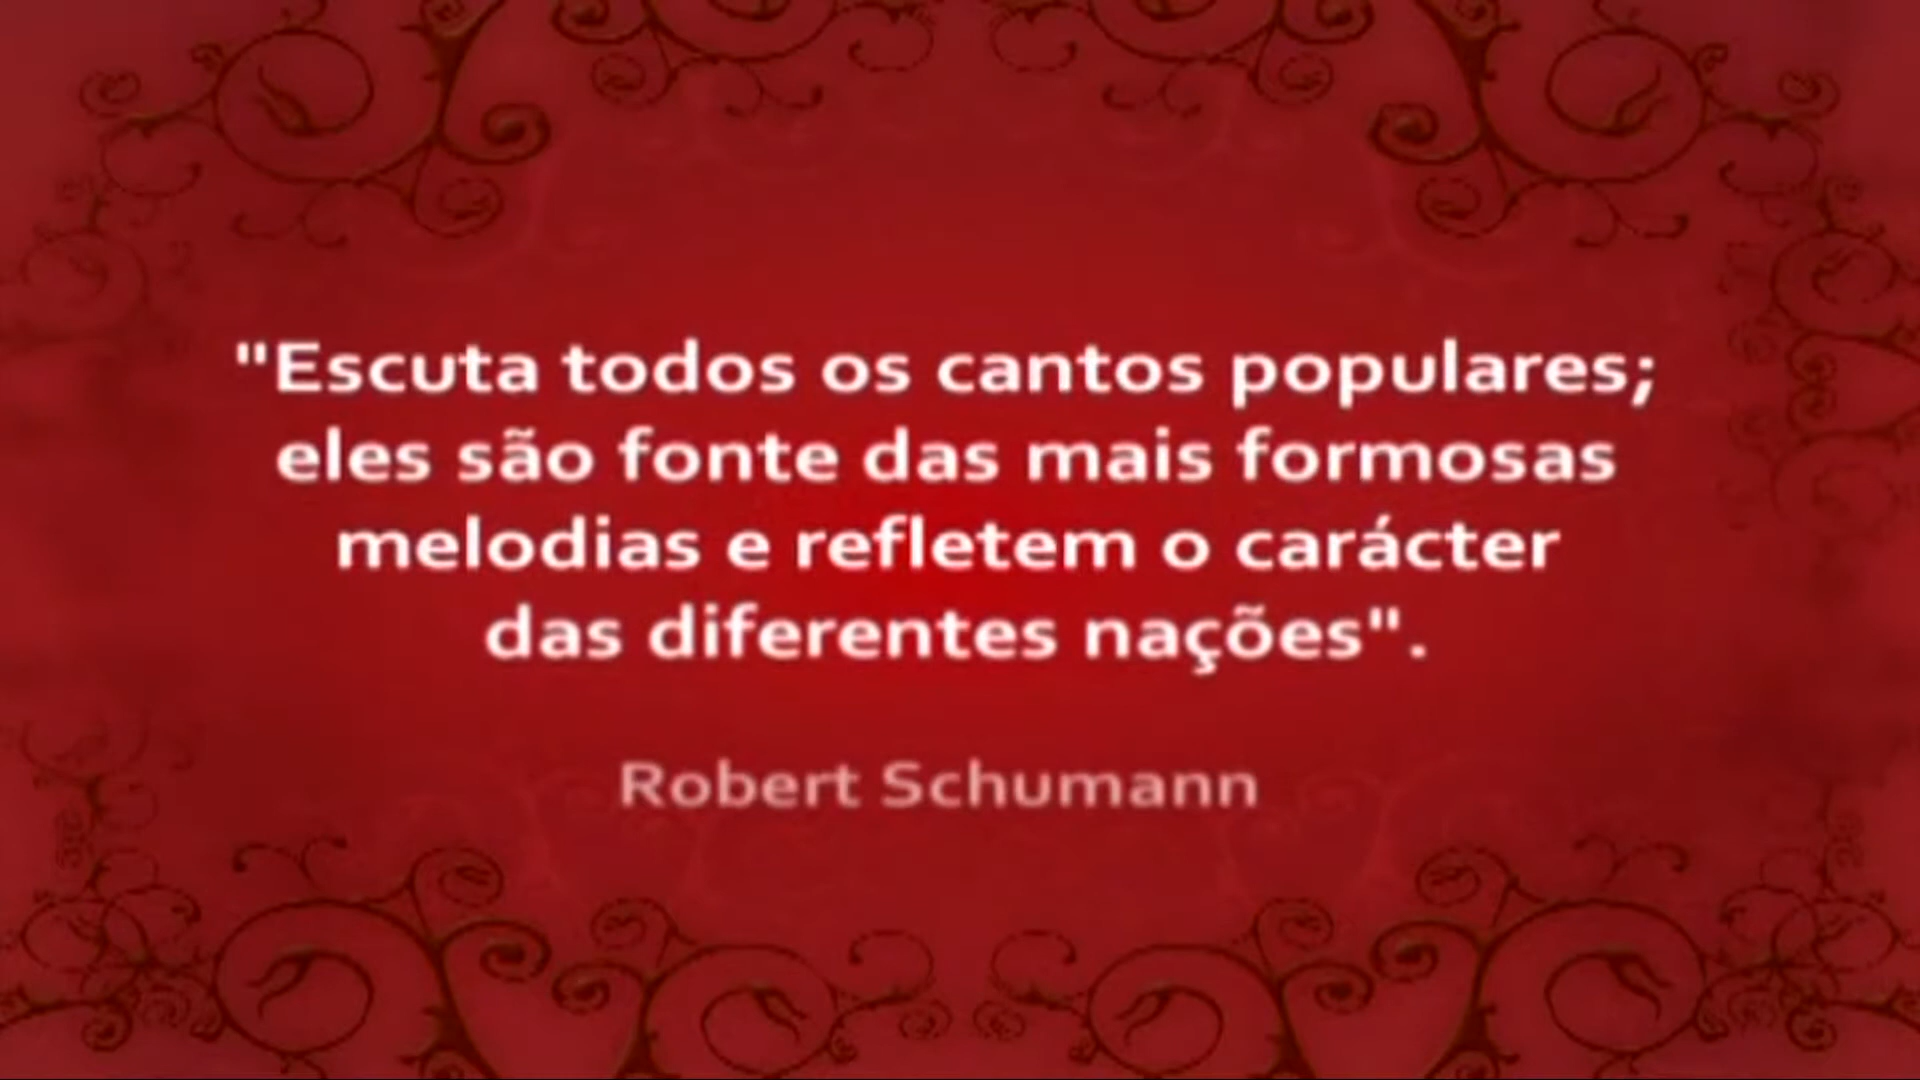 "Escuta todos os cantos populares;
eles são fonte das mais formosas
melodias e refletem o carácter
das diferentes nações".
Robert Schumann